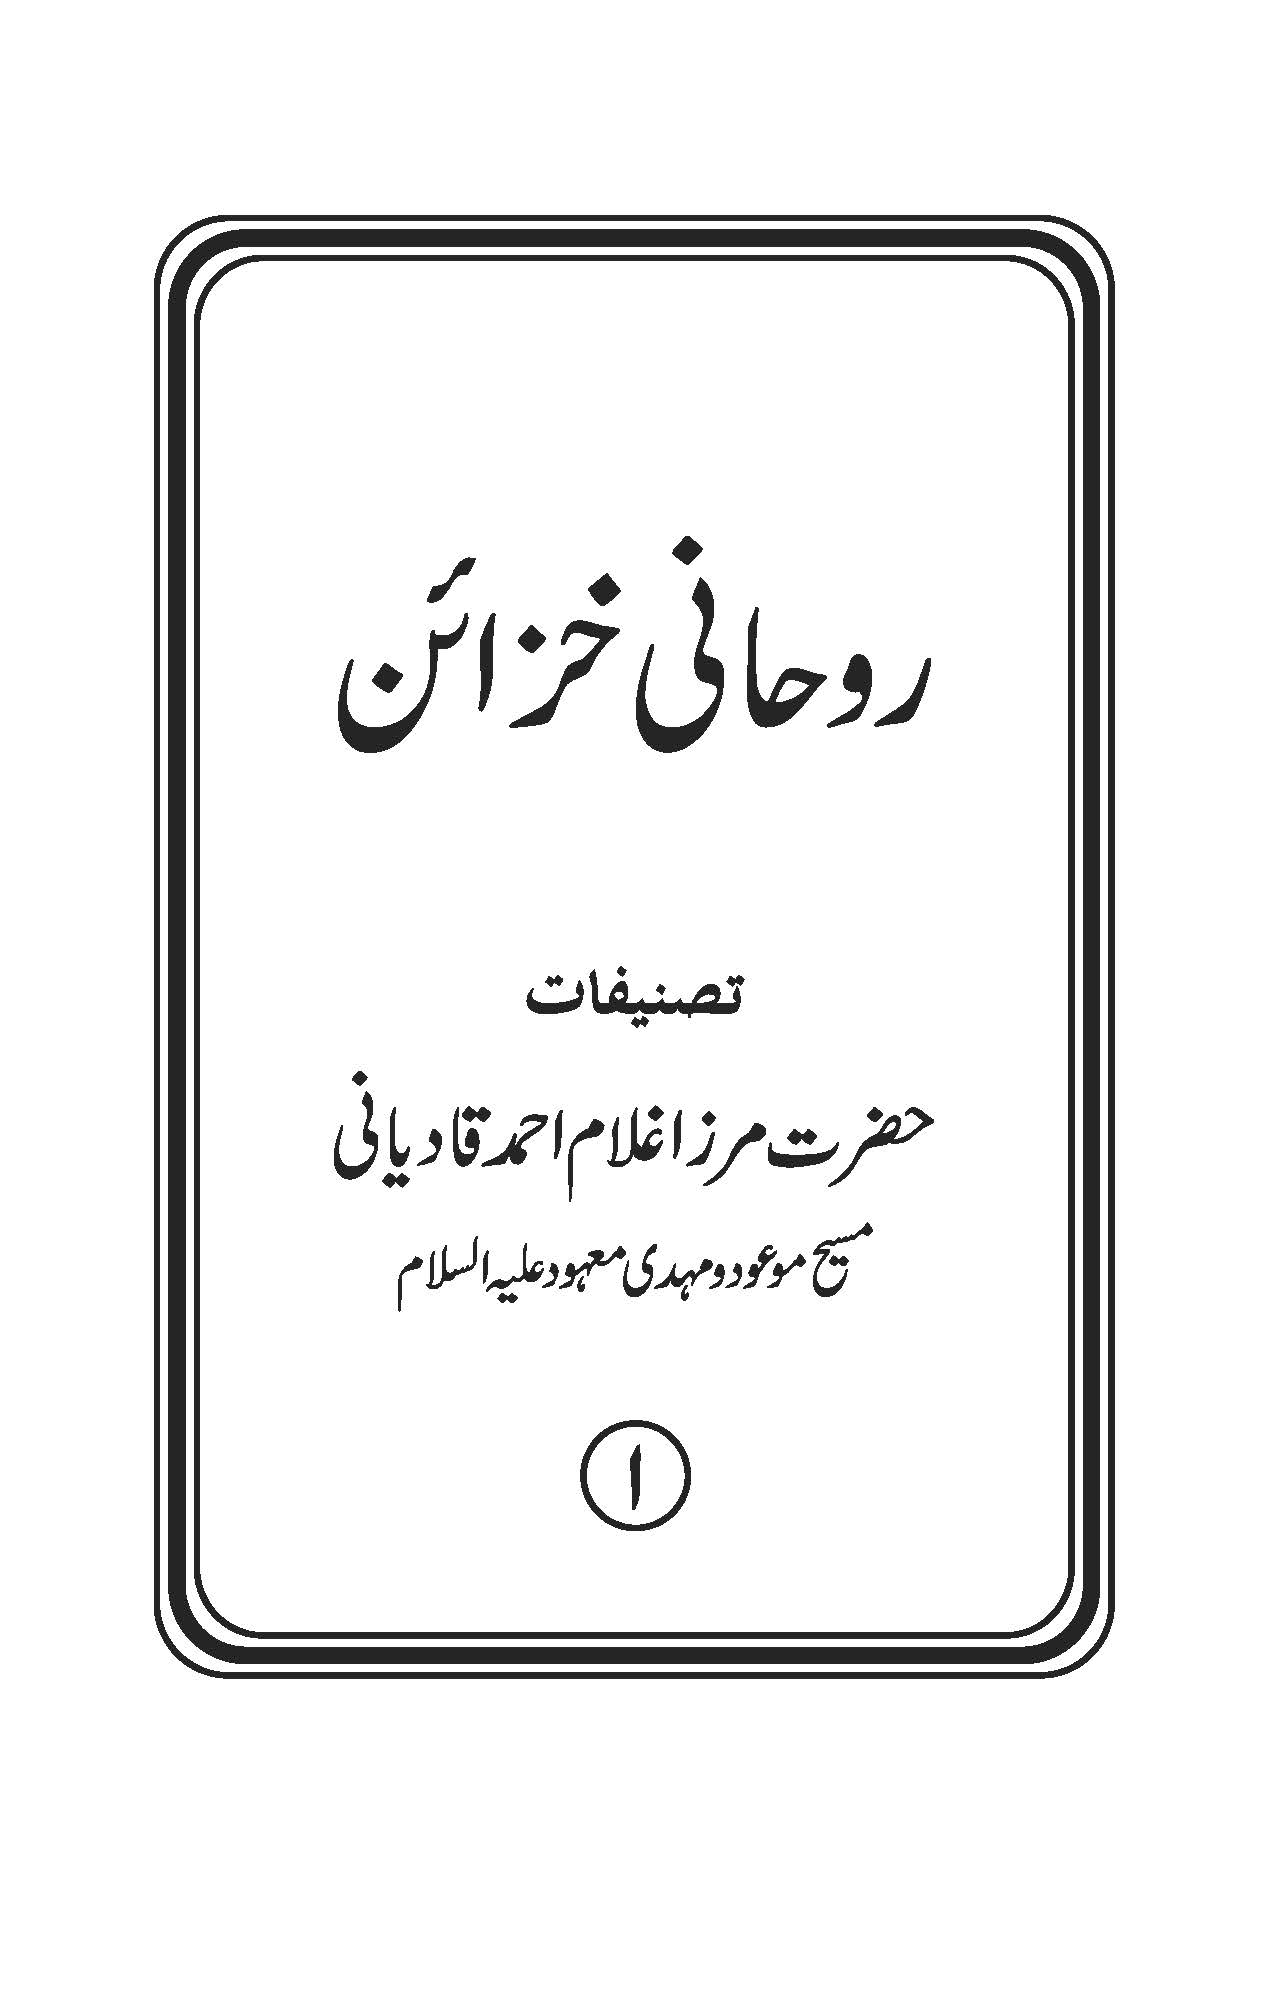 روحانی خزائن
تصنیفات
حضرت مرزا غلام احمد قادیانی
مسیح موعود و مہدی معہود علیہ السلام
۱